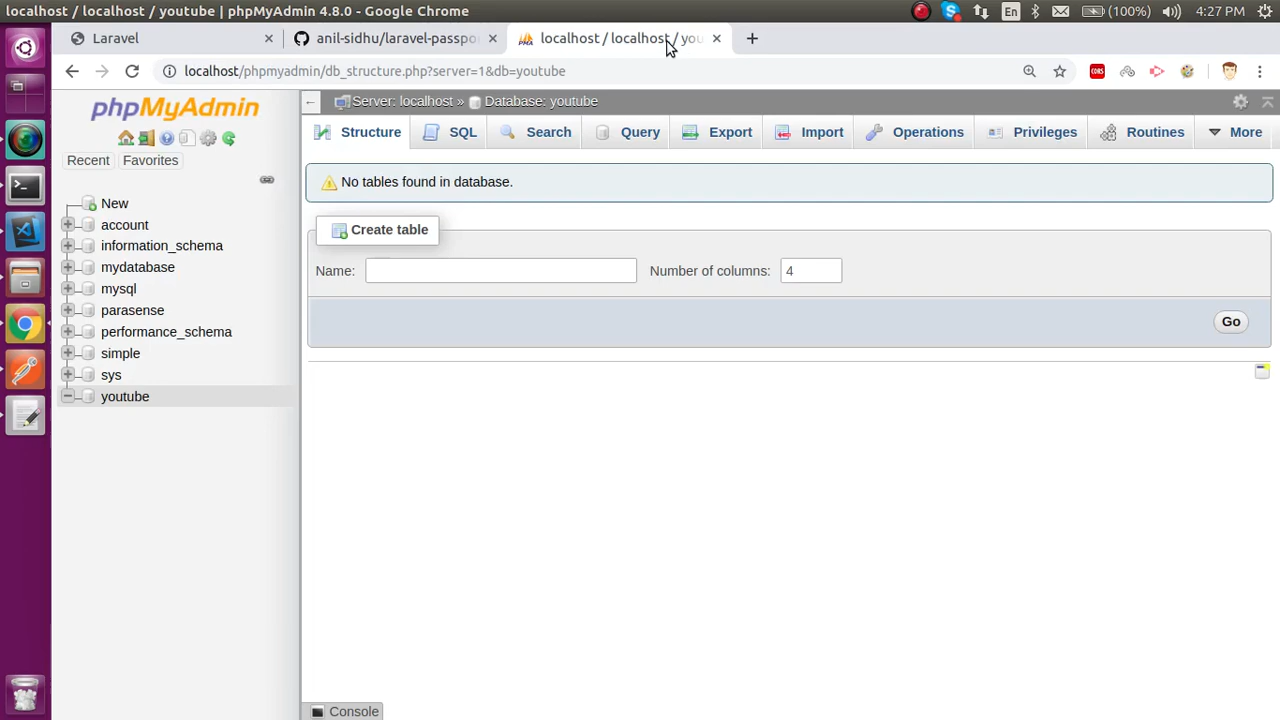 localhost / localhost / youtube | phpMyAdmin 4.8.0 - Google Chrome
En (100%) 4:27 PM
Laravel
anil-sidhu/laravel-passpo
localhost / localhost / you
localhost/phpmyadmin/db_structure.php?server=1&db=youtube
CORS
phpMyAdmin
Recent Favorites
New
account
information_schema
mydatabase
mysql
parasense
performance_schema
simple
sys
youtube
Server: localhost » Database: youtube
Structure SQL Search Query Export Import Operations Privileges Routines More
No tables found in database.
Create table
Name: Number of columns: 4
Go
Console